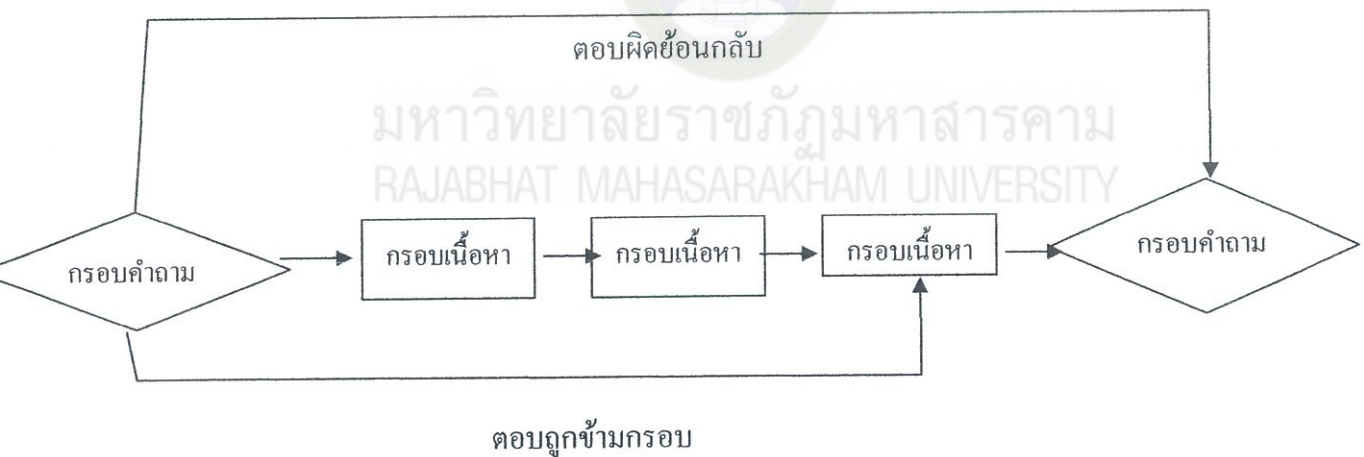 ตอบผิดย้อนกลับ
มหาวิทยาลัยราชภัฏมหาสารคาม
RAJABHAT MAHASARAKHAM UNIVERSITY
กรอบคำถาม
กรอบเนื้อหา
กรอบเนื้อหา
กรอบเนื้อหา
กรอบคำถาม
ตอบถูกข้ามกรอบ